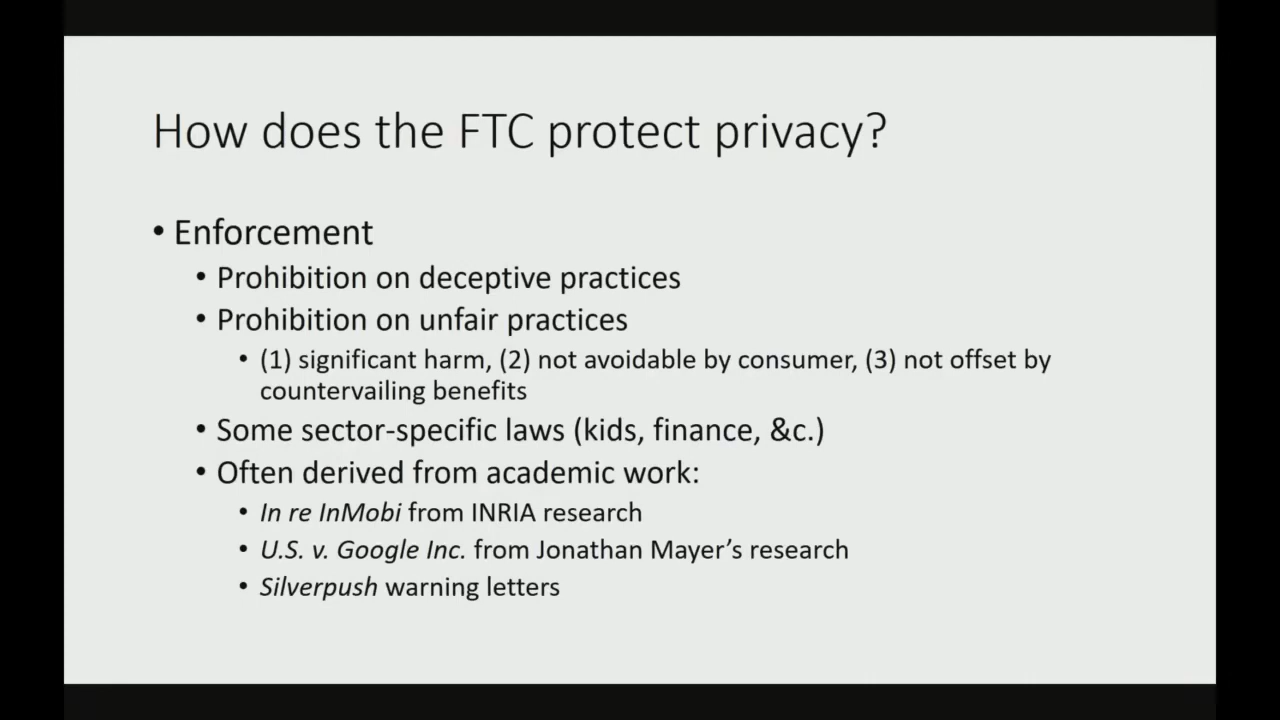 How does the FTC protect privacy?
• Enforcement
• Prohibition on deceptive practices
• Prohibition on unfair practices
• (1) significant harm, (2) not avoidable by consumer, (3) not offset by
countervailing benefits
• Some sector-specific laws (kids, finance, &c.)
• Often derived from academic work:
• In re InMobi from INRIA research
• U.S. v. Google Inc. from Jonathan Mayer’s research
• Silverpush warning letters